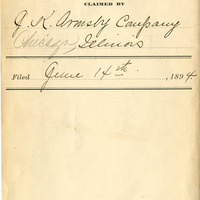 CLAIMED BY
J. K. Armsby Company
Chicago, Illinois
Filed June 14th, 1894